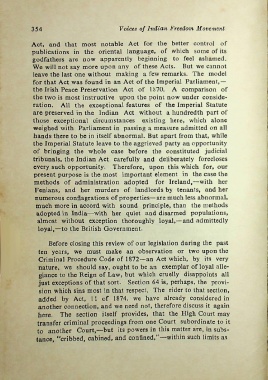 354 Voices of Indian Freedom Movement
Act, and that most notable Act for the better control of
publications in the oriental language, of which some of its
godfathers are now apparently beginning to feel ashamed.
We will not say more upon any of these Acts. But we cannot
leave the last one without making a few remarks. The model
for that Act was found in an Act of the Imperial Parliament,—
the Irish Peace Preservation Act of 1870. A comparison of
the two is most instructive upon the point now under conside-
ration. All the exceptional features of the Imperial Statute
are preserved in the Indian Act without a hundredth part of
those exceptional circumstances existing here, which alone
weighed with Parliament in passing a measure admitted on all
hands there to be in itself abnormal. But apart from that, while
the Imperial Statute leave to the aggrieved party an opportunity
of bringing the whole case before the constituted judicial
tribunals, the Indian Act carefully and deliberately forecloses
every such opportunity. Therefore, upon this which for, our
present purpose is the most important element in the case the
methods of administration adopted for Ireland,—with her
Fenians, and her murders of landlords by tenants, and her
numerous conflagrations of properties—are much less abnormal,
much more in accord with sound principle, than the methods
adopted in India—with her quiet and disarmed populations,
almost without exception thoroughly loyal,—and admittedly
loyal,—to the British Government.
Before closing this review of our legislation during the past
ten years, we must make an observation or two upon the
Criminal Procedure Code of 1872—an Act which, by its very
nature, we should say, ought to be an exemplar of loyal alle-
giance to the Reign of Law, but which cruelly disappoints all
just exceptions of that sort. Section 64 is, perhaps, the provi-
sion which sins most in that respect. The rider to that section,
added by Act, 11 of 1874, we have already considered in
another connection, and we need not, therefore discuss it again
here. The section itself provides, that the High Court may
transfer criminal proceedings from one Court subordinate to it
to another Court,—but its powers in this matter are, in subs-
tance, "cribbed, cabined, and confined,"—within such limits as